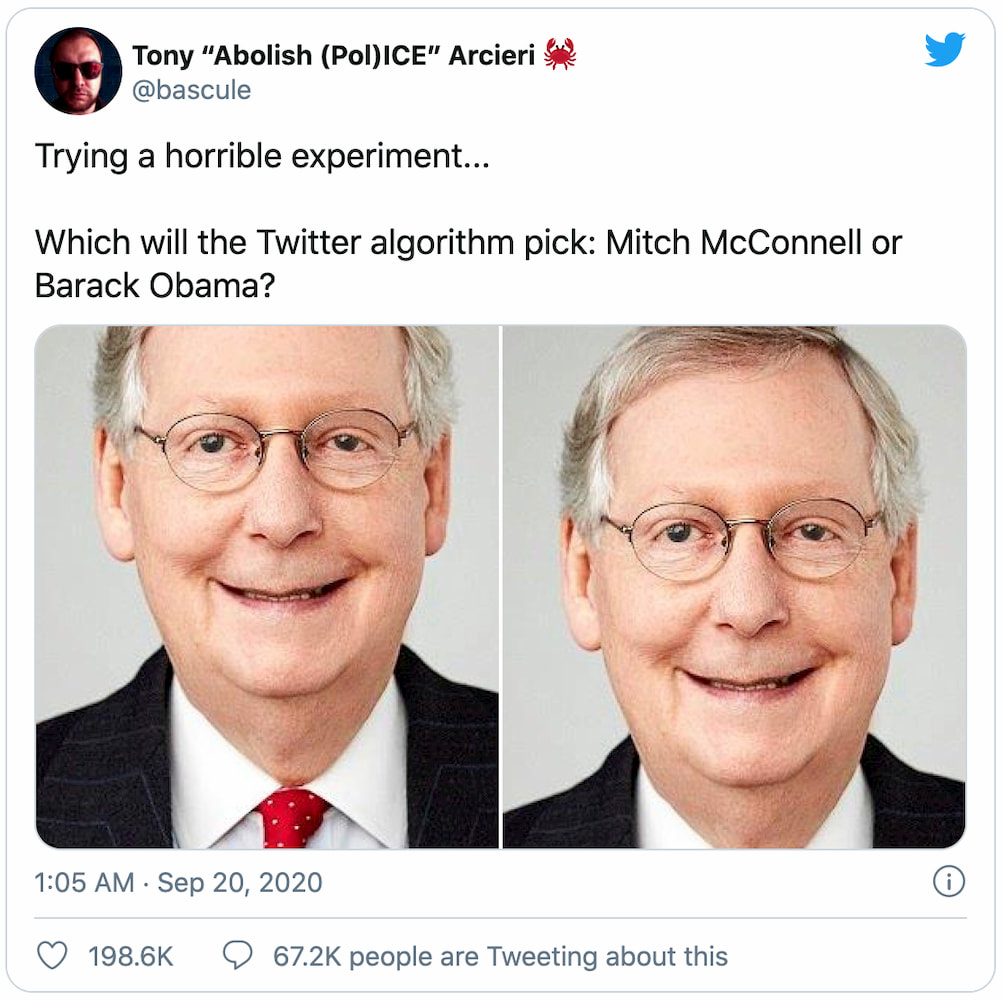 Tony “Abolish (Pol)ICE” Arcieri 🦀
@bascule
Trying a horrible experiment...
Which will the Twitter algorithm pick: Mitch McConnell or
Barack Obama?
1:05 AM · Sep 20, 2020
198.6K 67.2K people are Tweeting about this